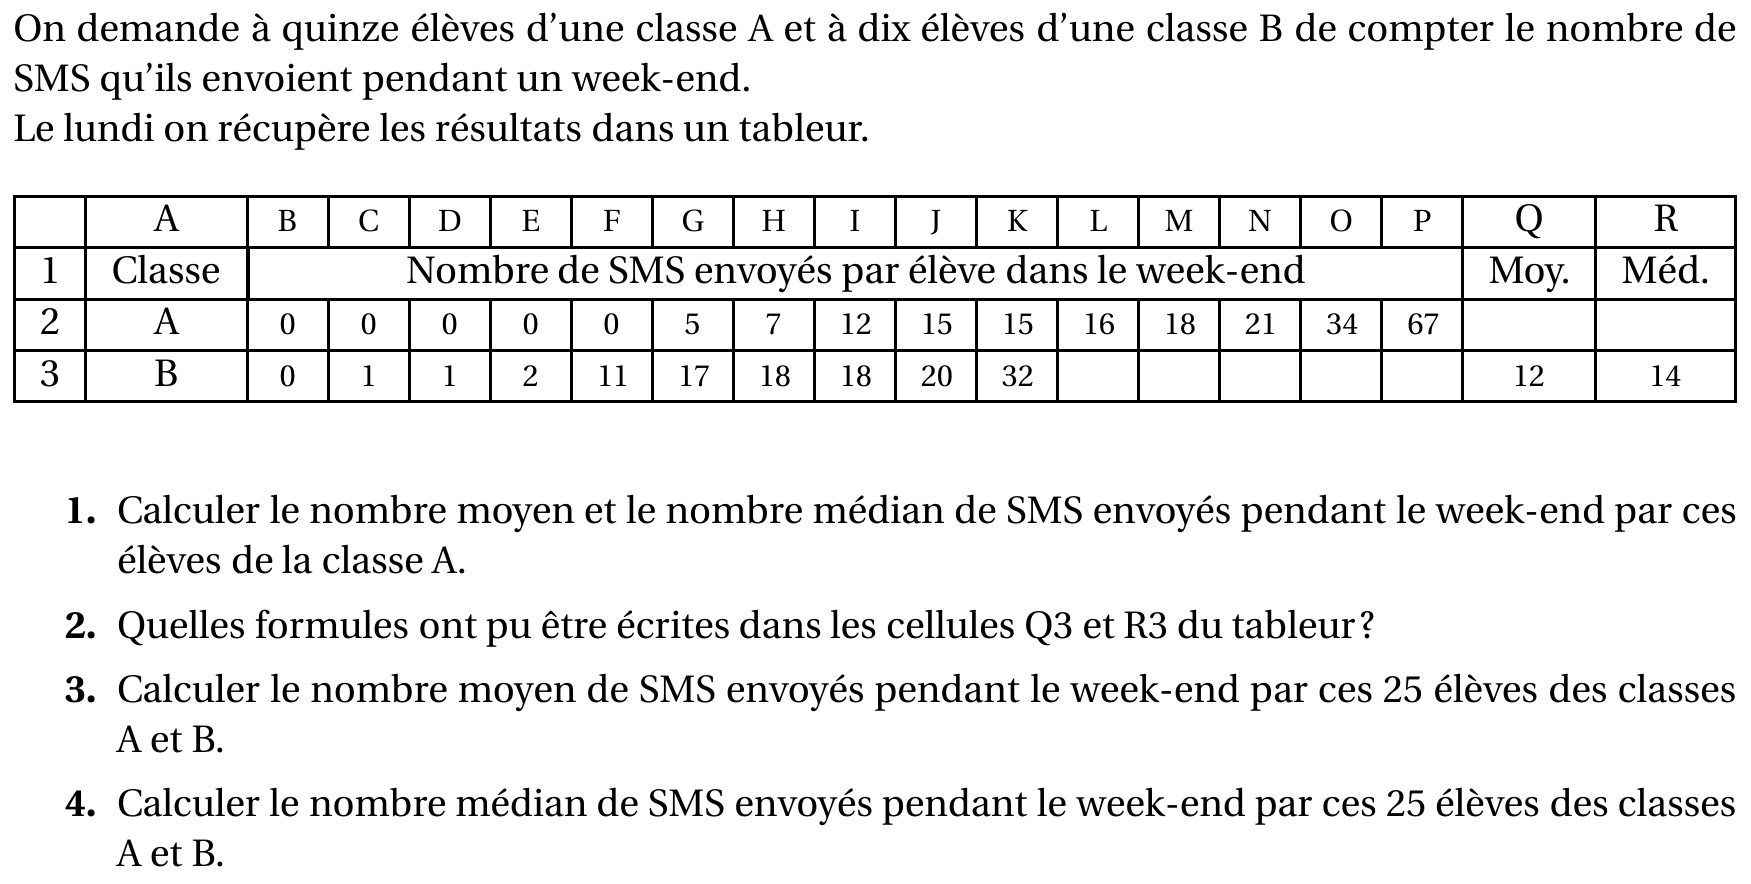 On demande à quinze élèves d’une classe A et à dix élèves d’une classe B de compter le nombre de
SMS qu’ils envoient pendant un week-end.
Le lundi on récupère les résultats dans un tableur.
A B C D E F G H I J K L M N O P Q R
1 Classe Nombre de SMS envoyés par élève dans le week-end Moy. Méd.
2 A 0 0 0 0 0 5 7 12 15 15 16 18 21 34 67
3 B 0 1 1 2 11 17 18 18 20 32 12 14
1. Calculer le nombre moyen et le nombre médian de SMS envoyés pendant le week-end par ces
élèves de la classe A.
2. Quelles formules ont pu être écrites dans les cellules Q3 et R3 du tableur?
3. Calculer le nombre moyen de SMS envoyés pendant le week-end par ces 25 élèves des classes
A et B.
4. Calculer le nombre médian de SMS envoyés pendant le week-end par ces 25 élèves des classes
A et B.